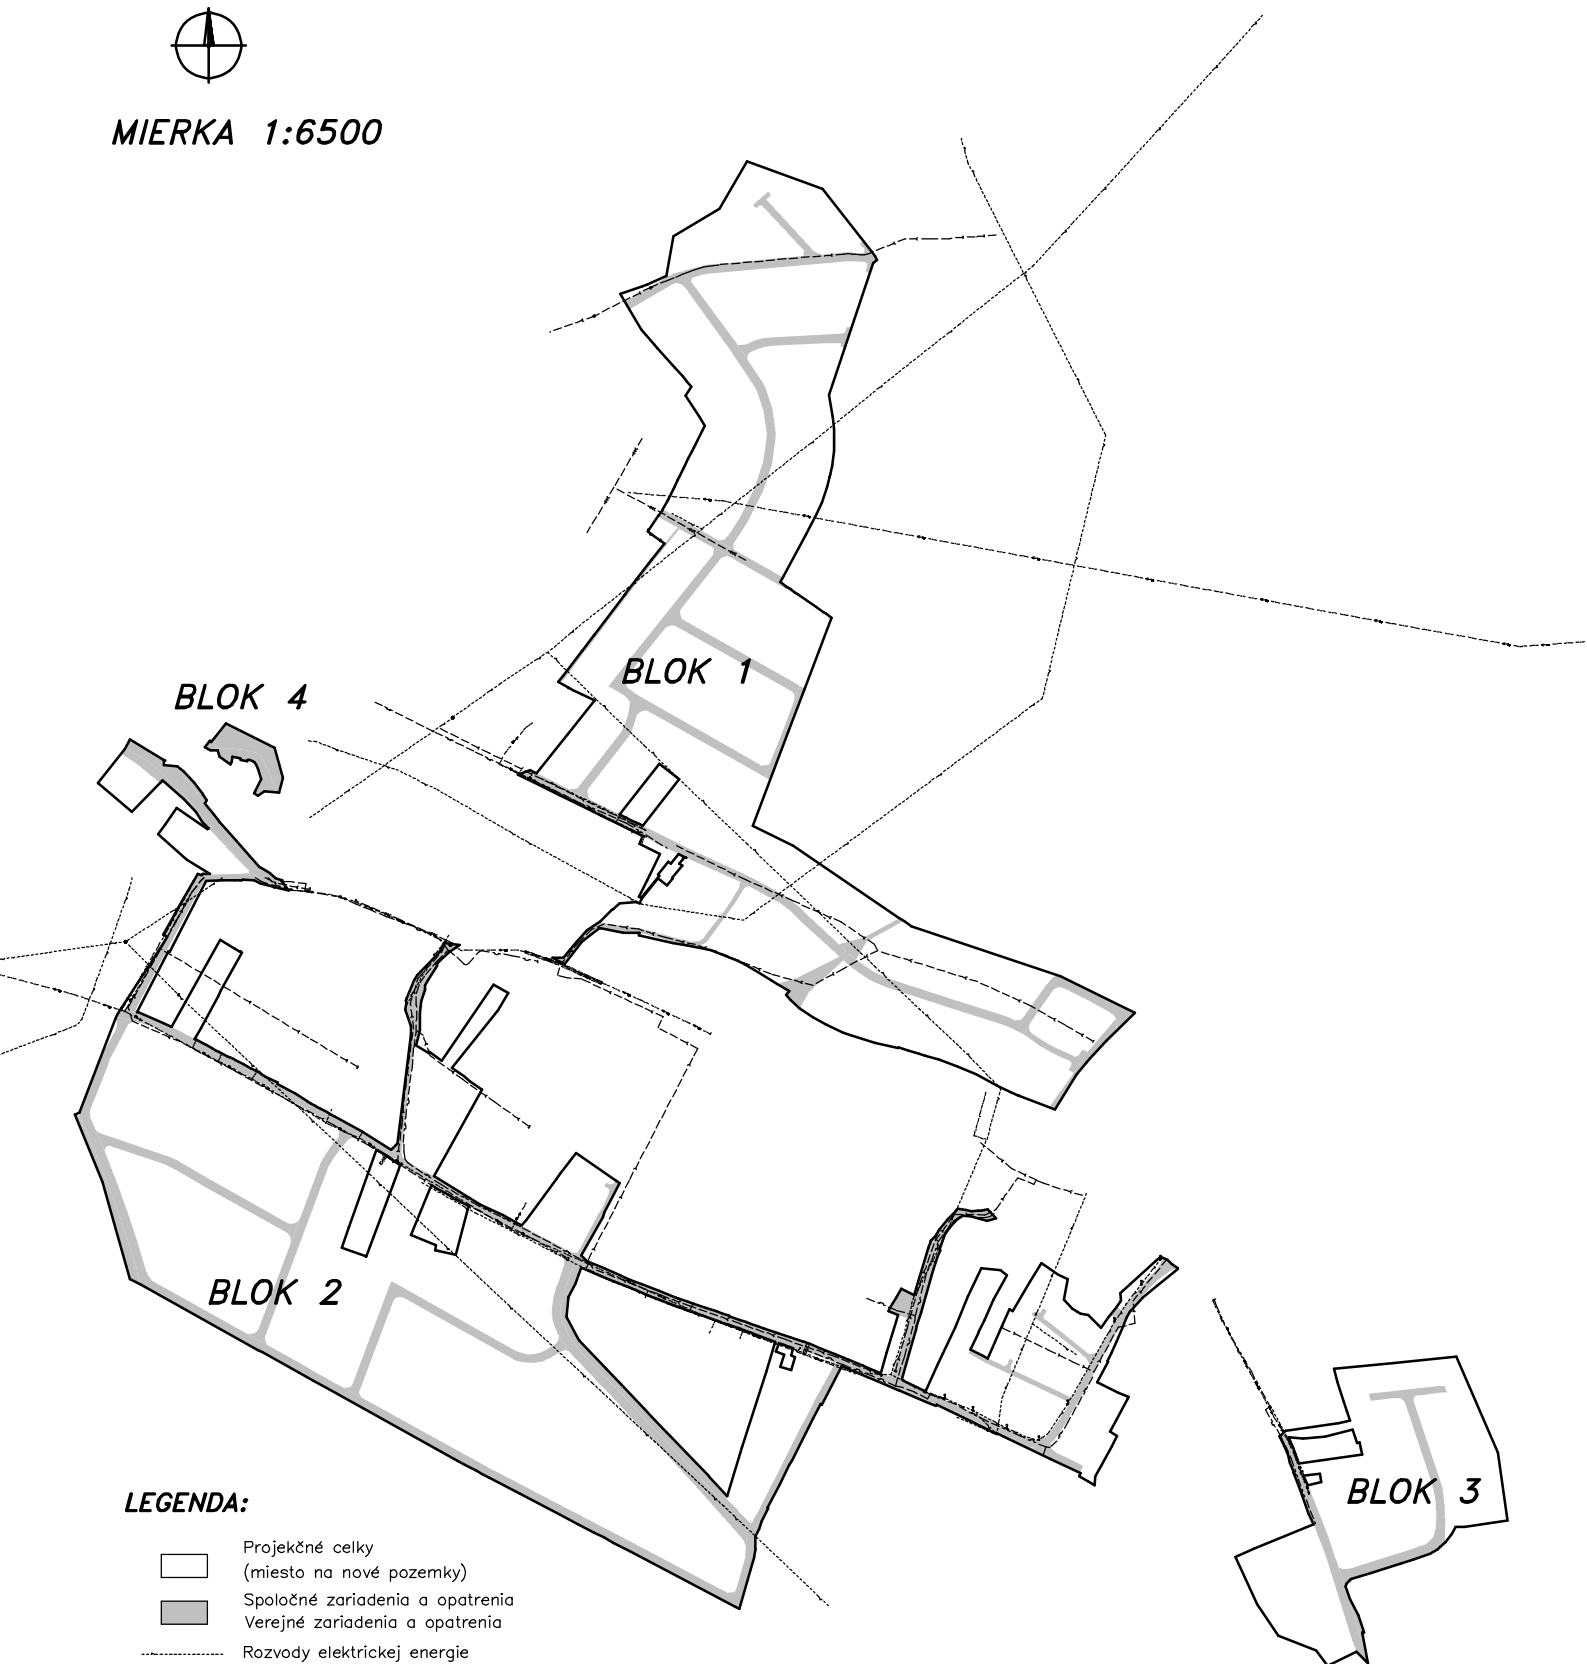 MIERKA 1:6500
BLOK 1
BLOK 4
BLOK 2
BLOK 3
LEGENDA:
Projekčné celky
(miesto na nové pozemky)
Spoločné zariadenia a opatrenia
Verejné zariadenia a opatrenia
Rozvody elektrickej energie